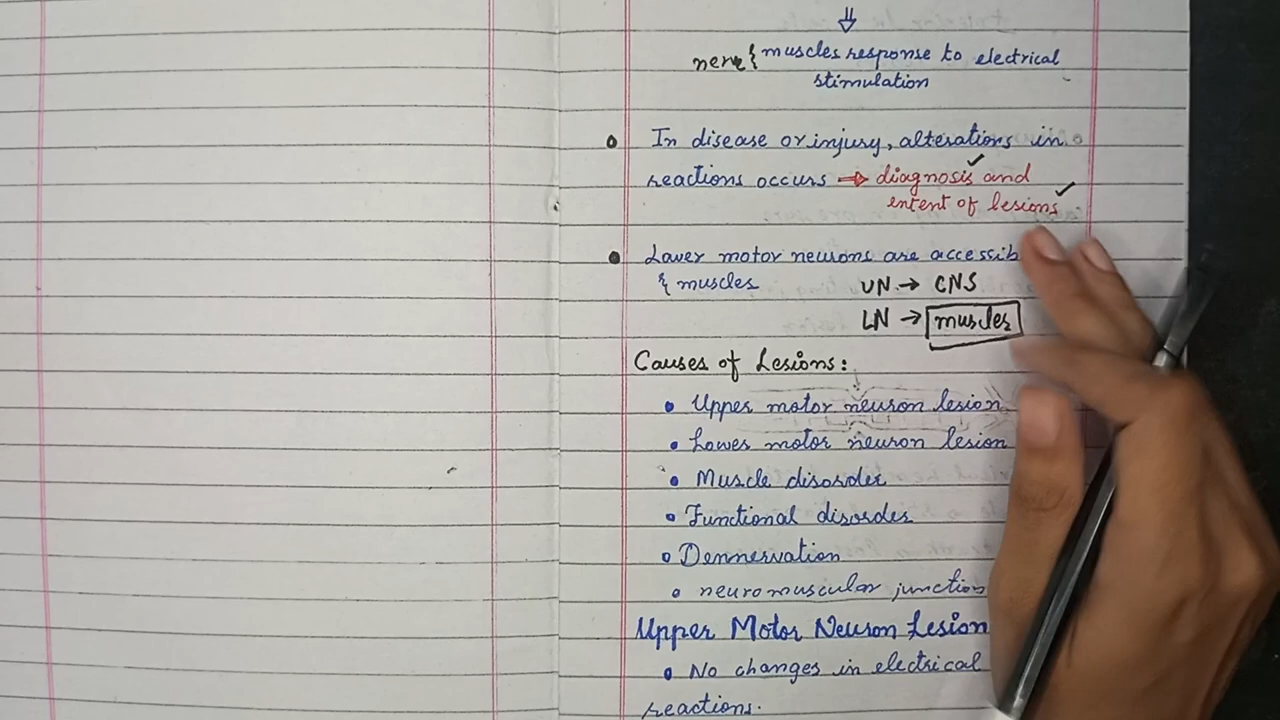 ⇓
nerve { muscles response to electrical
stimulation
• In disease or injury, alterations in
reactions occurs ⇒ diagnosis and
entent of lesions
• Lower motor neurons are accessib
{ muscles
UN → CNS
LN → muscles
Causes of Lesions:
• Upper motor neuron lesion
• Lower motor neuron lesion
• Muscle disorder
• Functional disorder
• Dennervation
• neuromuscular junction
Upper Motor Neuron Lesion
• No changes in electrical
reactions.